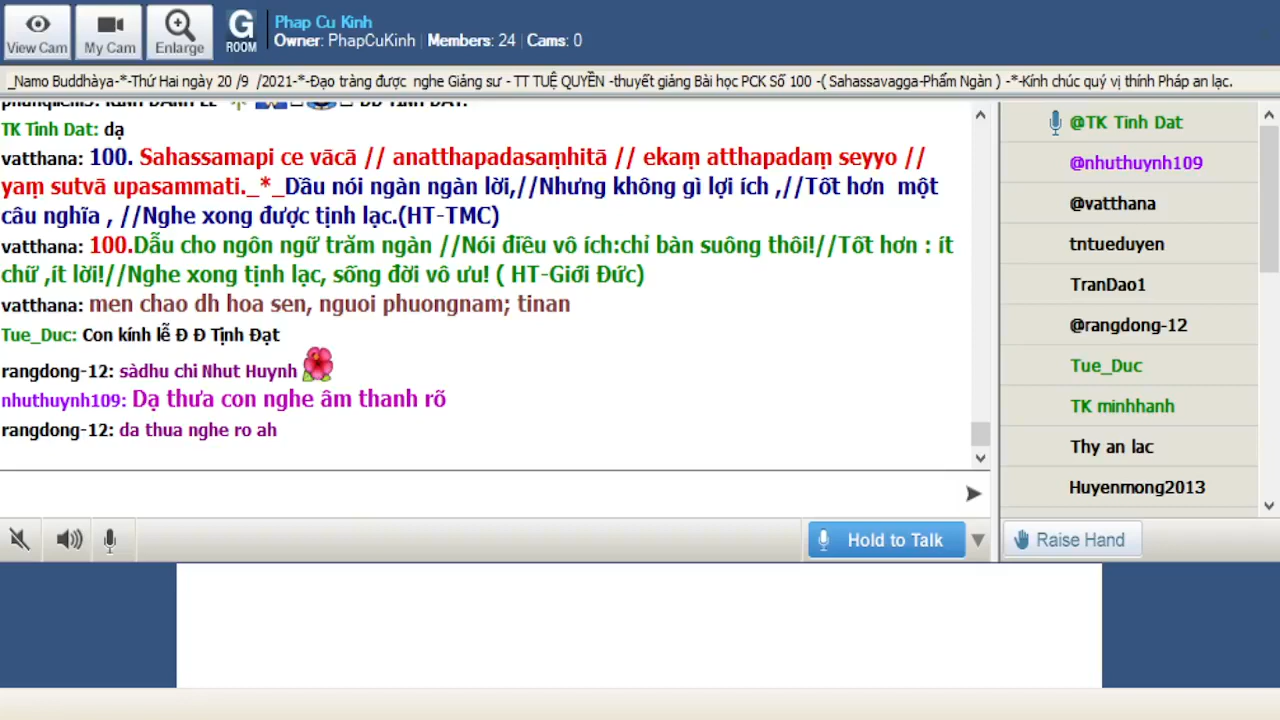 View Cam
My Cam
Enlarge
G
ROOM
Phap Cu Kinh
Owner: PhapCuKinh | Members: 24 | Cams: 0
_Namo Buddhàya-*-Thứ Hai ngày 20 /9 /2021-*-Đạo tràng được nghe Giảng sư - TT TUỆ QUYỀN -thuyết giảng Bài học PCK Số 100 -( Sahassavagga-Phẩm Ngàn ) -*-Kính chúc quý vị thính Pháp an lạc.
TK Tinh Dat: dạ
vatthana: 100. Sahassamapi ce vācā // anatthapadasaṃhitā // ekaṃ atthapadaṃ seyyo //
yaṃ sutvā upasammati._*_Dầu nói ngàn ngàn lời,//Nhưng không gì lợi ích ,//Tốt hơn một
câu nghĩa , //Nghe xong được tịnh lạc.(HT-TMC)
vatthana: 100.Dẫu cho ngôn ngữ trăm ngàn //Nói điều vô ích:chỉ bàn suông thôi!//Tốt hơn : ít
chữ ,ít lời!//Nghe xong tịnh lạc, sống đời vô ưu! ( HT-Giới Đức)
vatthana: men chao dh hoa sen, nguoi phuongnam; tinan
Tue_Duc: Con kính lễ Đ Đ Tịnh Đạt
rangdong-12: sàdhu chi Nhut Huynh
nhuthuynh109: Dạ thưa con nghe âm thanh rõ
rangdong-12: da thua nghe ro ah
@TK Tinh Dat
@nhuthuynh109
@vatthana
tntueduyen
TranDao1
@rangdong-12
Tue_Duc
TK minhhanh
Thy an lac
Huyenmong2013
Hold to Talk
Raise Hand